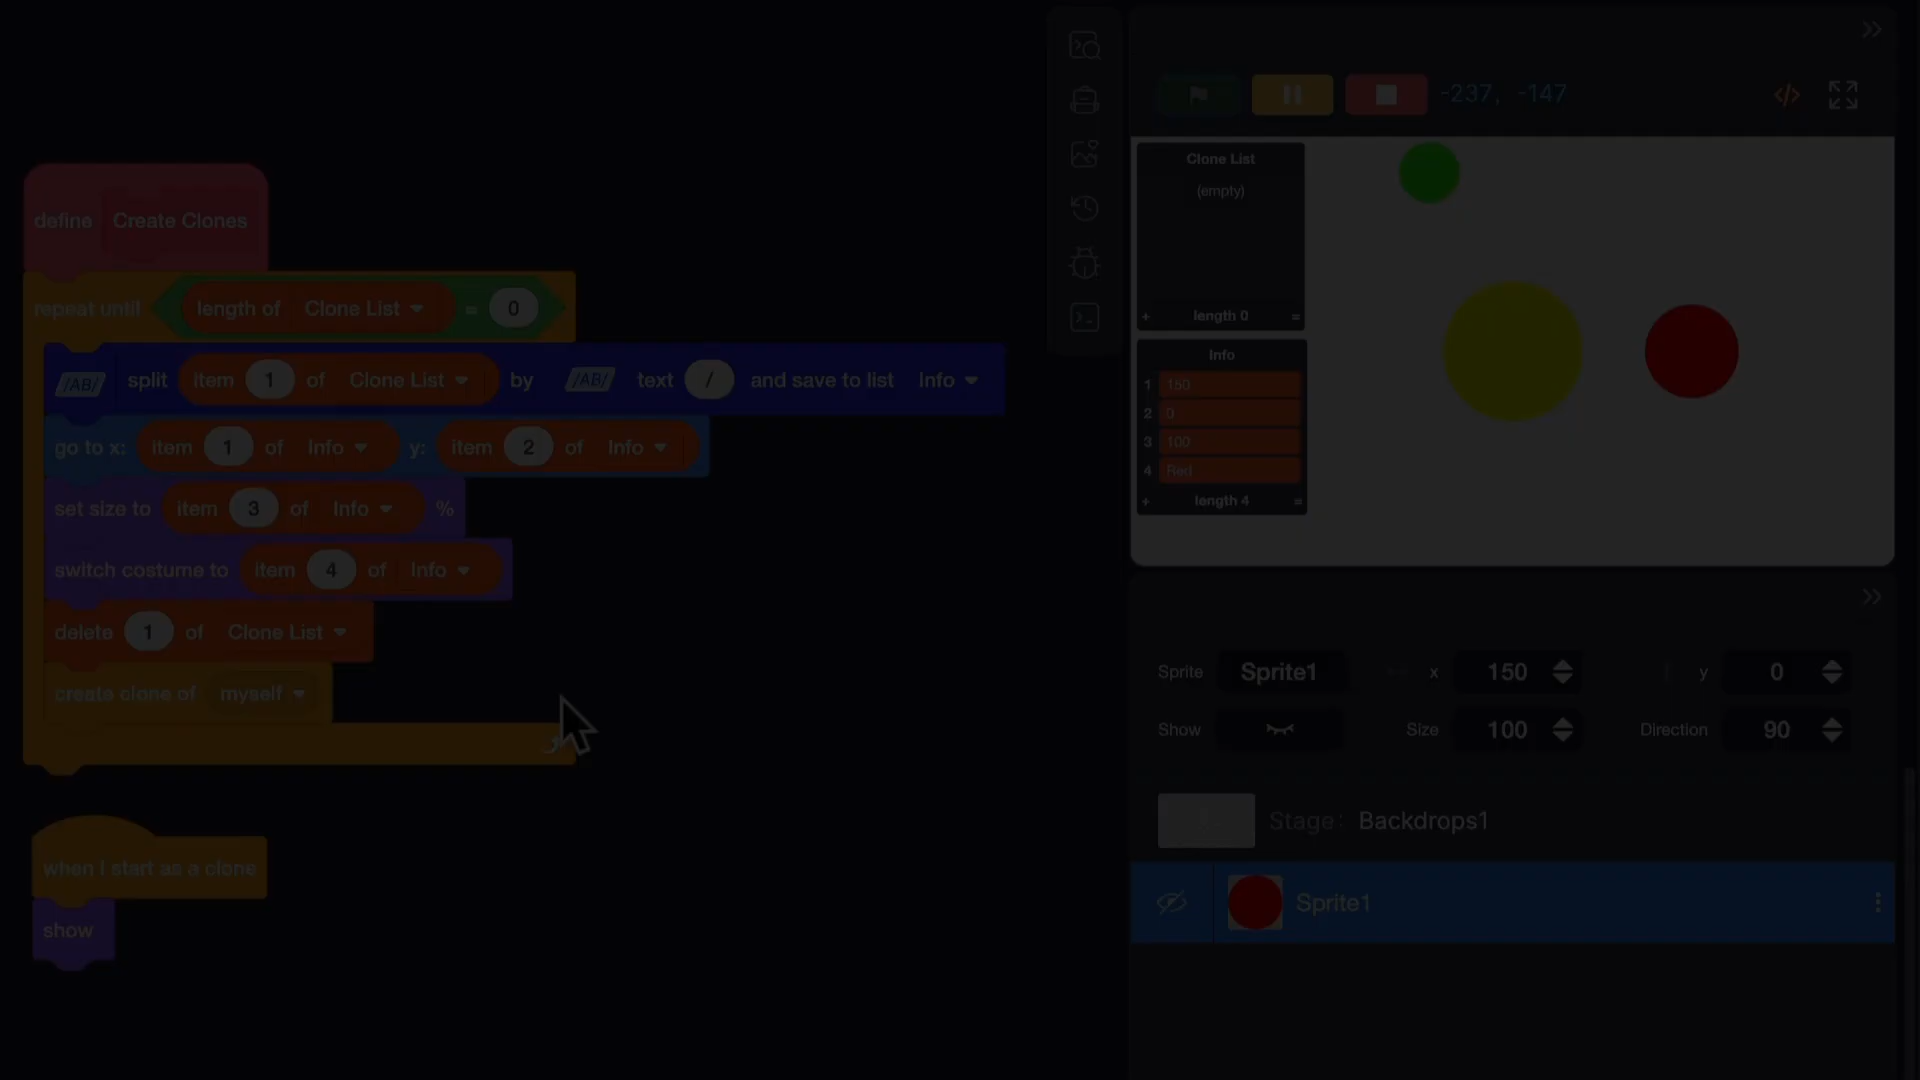 define Create Clones
repeat until length of Clone List = 0
/AB/ split item 1 of Clone List by /AB/ text / and save to list Info
go to x: item 1 of Info y: item 2 of Info
set size to item 3 of Info %
switch costume to item 4 of Info
delete 1 of Clone List
create clone of myself
when I start as a clone
show
-237, -147
</>
Clone List
(empty)
+ length 0 =
Info
1 150
2 0
3 100
4 Red
+ length 4 =
Sprite Sprite1 x 150 y 0
Show Size 100 Direction 90
Stage: Backdrops1
Sprite1